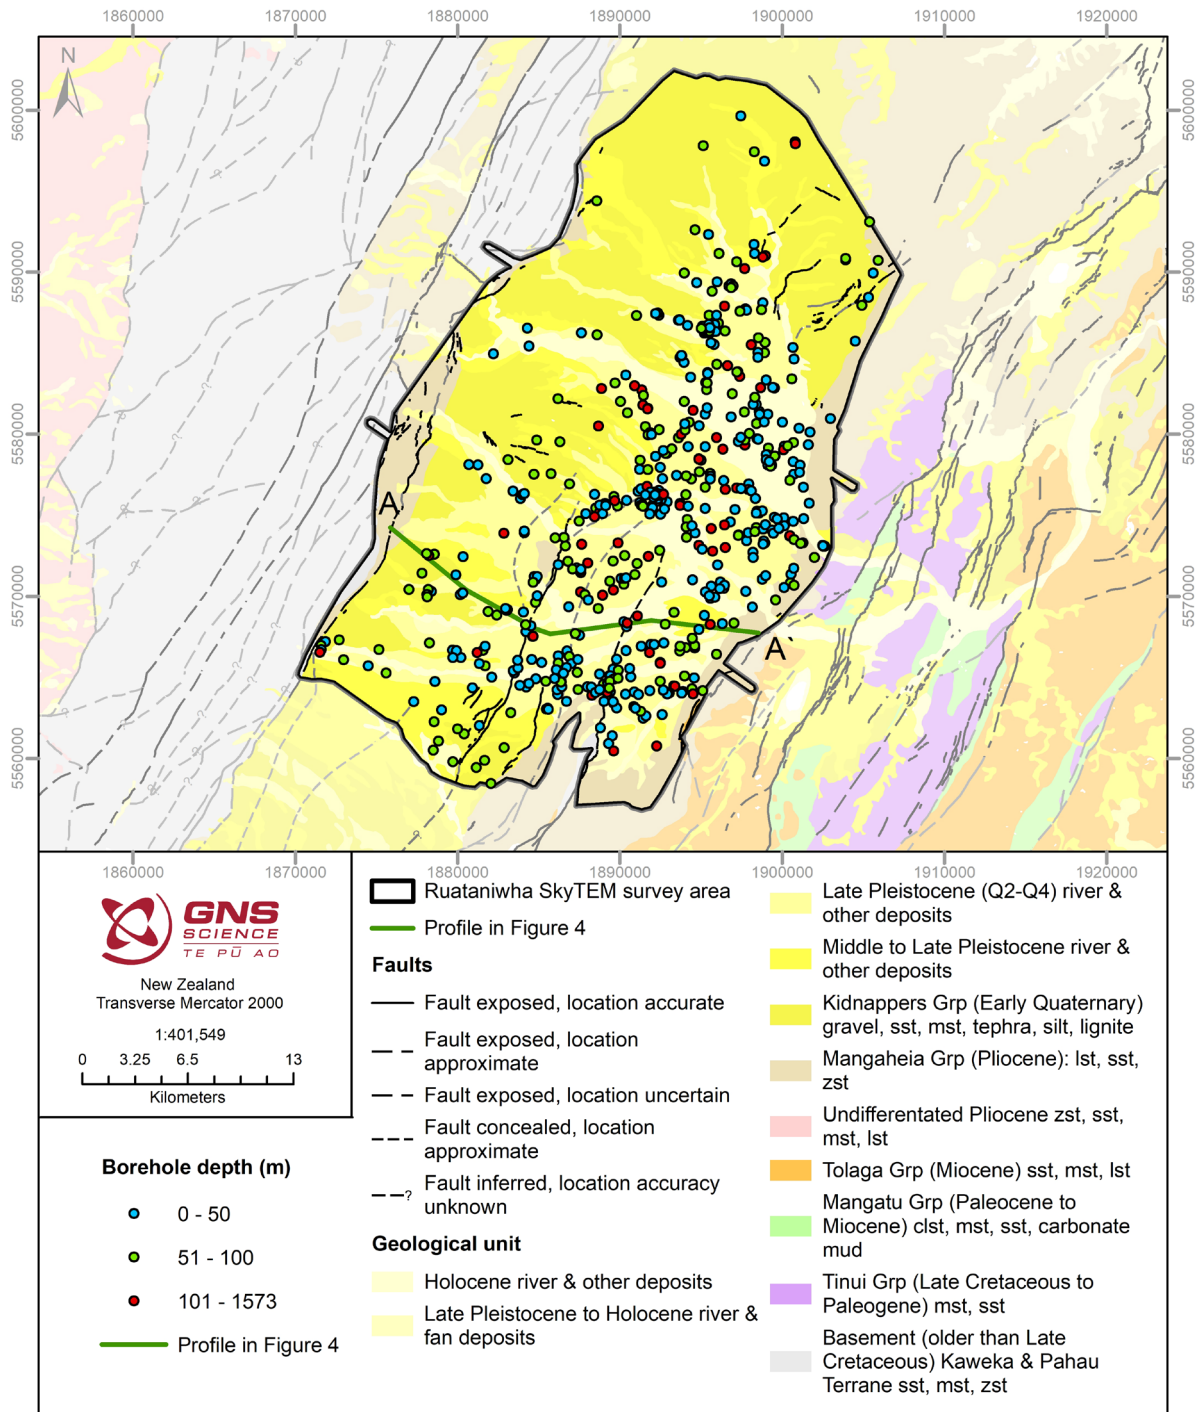 1860000 1870000 1880000 1890000 1900000 1910000 1920000
N
5600000 5600000
5590000 5590000
5580000 5580000
A
5570000 5570000
A`
5560000 5560000
1860000 1870000 1880000 1890000 1900000 1910000 1920000
GNS
SCIENCE
TE PŪ AO
New Zealand
Transverse Mercator 2000
1:401,549
0 3.25 6.5 13
Kilometers
Borehole depth (m)
0 - 50
51 - 100
101 - 1573
Profile in Figure 4
Ruataniwha SkyTEM survey area
Profile in Figure 4
Faults
Fault exposed, location accurate
Fault exposed, location
approximate
Fault exposed, location uncertain
Fault concealed, location
approximate
?
Fault inferred, location accuracy
unknown
Geological unit
Holocene river & other deposits
Late Pleistocene to Holocene river &
fan deposits
Late Pleistocene (Q2-Q4) river &
other deposits
Middle to Late Pleistocene river &
other deposits
Kidnappers Grp (Early Quaternary)
gravel, sst, mst, tephra, silt, lignite
Mangaheia Grp (Pliocene): lst, sst,
zst
Undifferentated Pliocene zst, sst,
mst, lst
Tolaga Grp (Miocene) sst, mst, lst
Mangatu Grp (Paleocene to
Miocene) clst, mst, sst, carbonate
mud
Tinui Grp (Late Cretaceous to
Paleogene) mst, sst
Basement (older than Late
Cretaceous) Kaweka & Pahau
Terrane sst, mst, zst